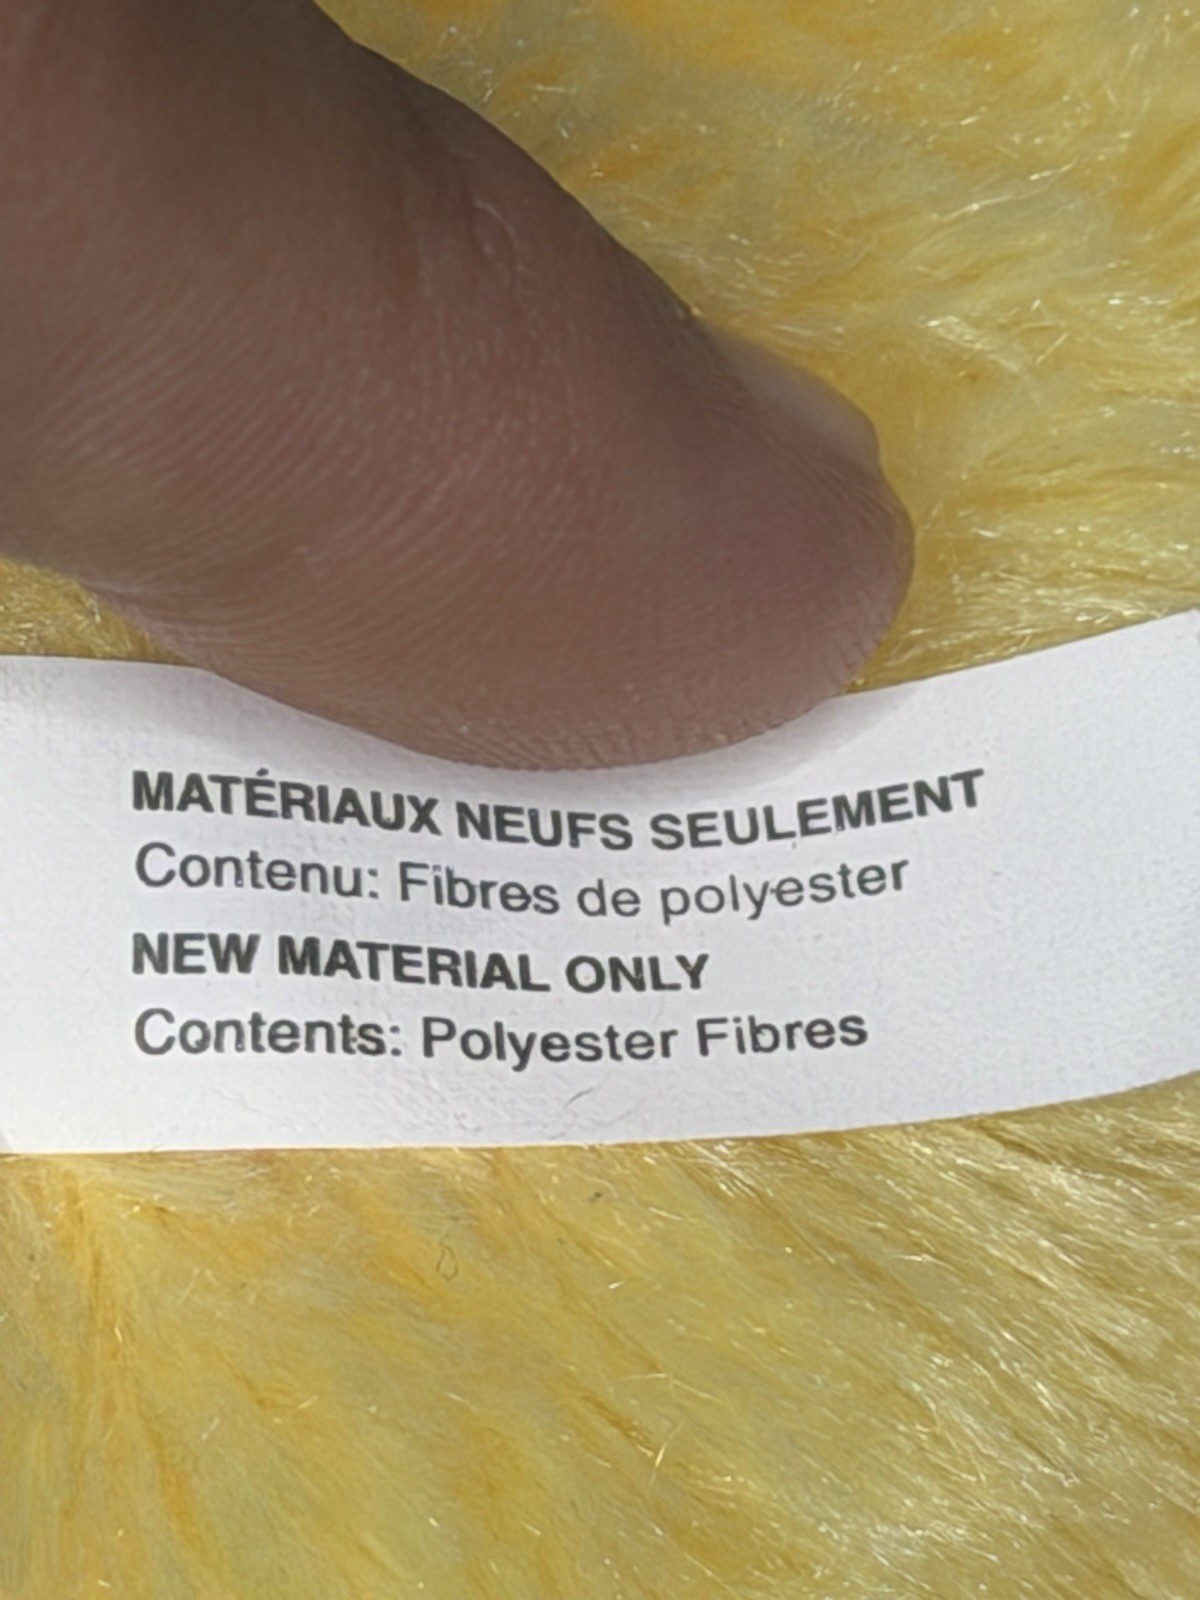 MATÉRIAUX NEUFS SEULEMENT
Contenu: Fibres de polyester
NEW MATERIAL ONLY
Contents: Polyester Fibres